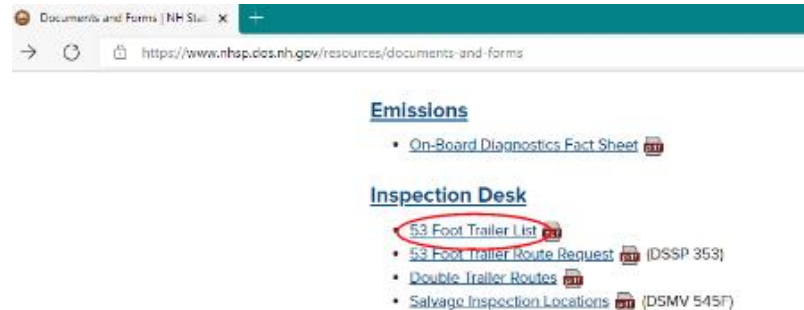 Documents and Forms | NH Sta
https://www.nhsp.dos.nh.gov/resources/documents-and-forms
Emissions
• On-Board Diagnostics Fact Sheet
Inspection Desk
• 53 Foot Trailer List
• 53 Foot Trailer Route Request (DSSP 353)
• Double Trailer Routes
• Salvage Inspection Locations (DSMV 545F)